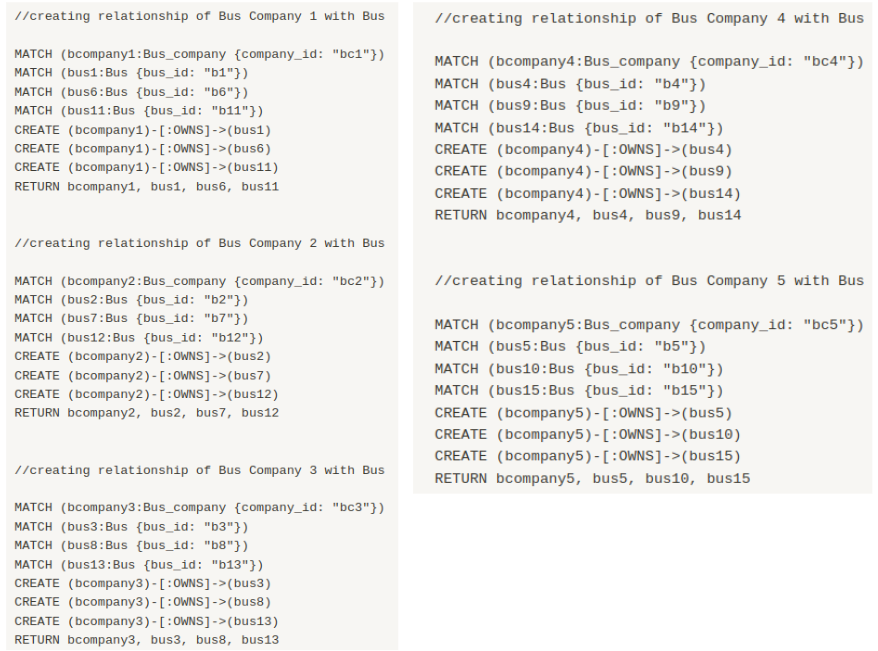 //creating relationship of Bus Company 1 with Bus
MATCH (bcompany1:Bus_company {company_id: "bc1"})
MATCH (bus1:Bus {bus_id: "b1"})
MATCH (bus6:Bus {bus_id: "b6"})
MATCH (bus11:Bus {bus_id: "b11"})
CREATE (bcompany1)-[:OWNS]->(bus1)
CREATE (bcompany1)-[:OWNS]->(bus6)
CREATE (bcompany1)-[:OWNS]->(bus11)
RETURN bcompany1, bus1, bus6, bus11
//creating relationship of Bus Company 2 with Bus
MATCH (bcompany2:Bus_company {company_id: "bc2"})
MATCH (bus2:Bus {bus_id: "b2"})
MATCH (bus7:Bus {bus_id: "b7"})
MATCH (bus12:Bus {bus_id: "b12"})
CREATE (bcompany2)-[:OWNS]->(bus2)
CREATE (bcompany2)-[:OWNS]->(bus7)
CREATE (bcompany2)-[:OWNS]->(bus12)
RETURN bcompany2, bus2, bus7, bus12
//creating relationship of Bus Company 3 with Bus
MATCH (bcompany3:Bus_company {company_id: "bc3"})
MATCH (bus3:Bus {bus_id: "b3"})
MATCH (bus8:Bus {bus_id: "b8"})
MATCH (bus13:Bus {bus_id: "b13"})
CREATE (bcompany3)-[:OWNS]->(bus3)
CREATE (bcompany3)-[:OWNS]->(bus8)
CREATE (bcompany3)-[:OWNS]->(bus13)
RETURN bcompany3, bus3, bus8, bus13
//creating relationship of Bus Company 4 with Bus
MATCH (bcompany4:Bus_company {company_id: "bc4"})
MATCH (bus4:Bus {bus_id: "b4"})
MATCH (bus9:Bus {bus_id: "b9"})
MATCH (bus14:Bus {bus_id: "b14"})
CREATE (bcompany4)-[:OWNS]->(bus4)
CREATE (bcompany4)-[:OWNS]->(bus9)
CREATE (bcompany4)-[:OWNS]->(bus14)
RETURN bcompany4, bus4, bus9, bus14
//creating relationship of Bus Company 5 with Bus
MATCH (bcompany5:Bus_company {company_id: "bc5"})
MATCH (bus5:Bus {bus_id: "b5"})
MATCH (bus10:Bus {bus_id: "b10"})
MATCH (bus15:Bus {bus_id: "b15"})
CREATE (bcompany5)-[:OWNS]->(bus5)
CREATE (bcompany5)-[:OWNS]->(bus10)
CREATE (bcompany5)-[:OWNS]->(bus15)
RETURN bcompany5, bus5, bus10, bus15